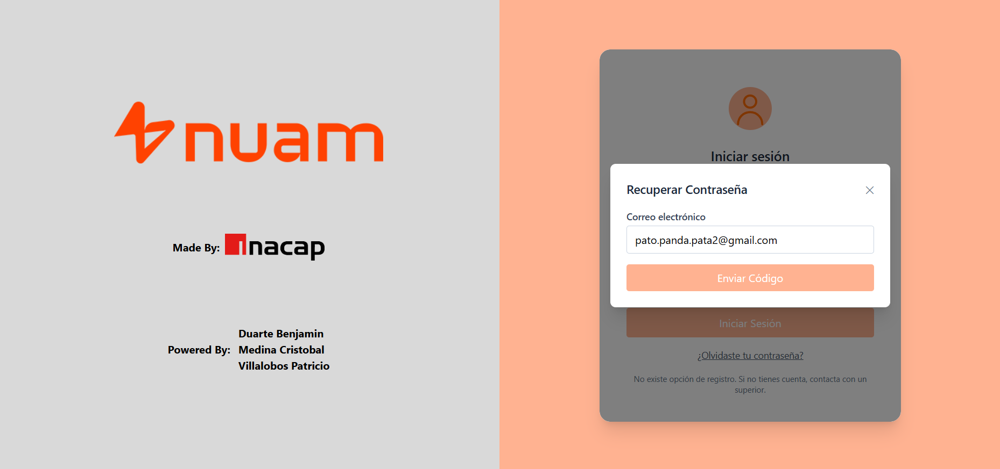 nuam
Made By: inacap
Duarte Benjamin
Powered By: Medina Cristobal
Villalobos Patricio
Iniciar sesión
Recuperar Contraseña
Correo electrónico
pato.panda.pata2@gmail.com
Enviar Código
Iniciar Sesión
¿Olvidaste tu contraseña?
No existe opción de registro. Si no tienes cuenta, contacta con un
superior.